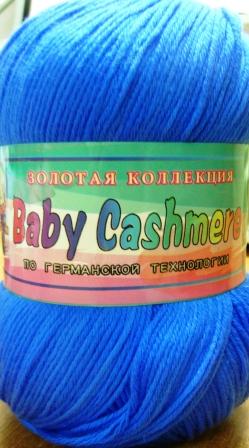 ЗОЛОТАЯ КОЛЛЕКЦИЯ
Baby Cashmere
ПО ГЕРМАНСКОЙ ТЕХНОЛОГИИ